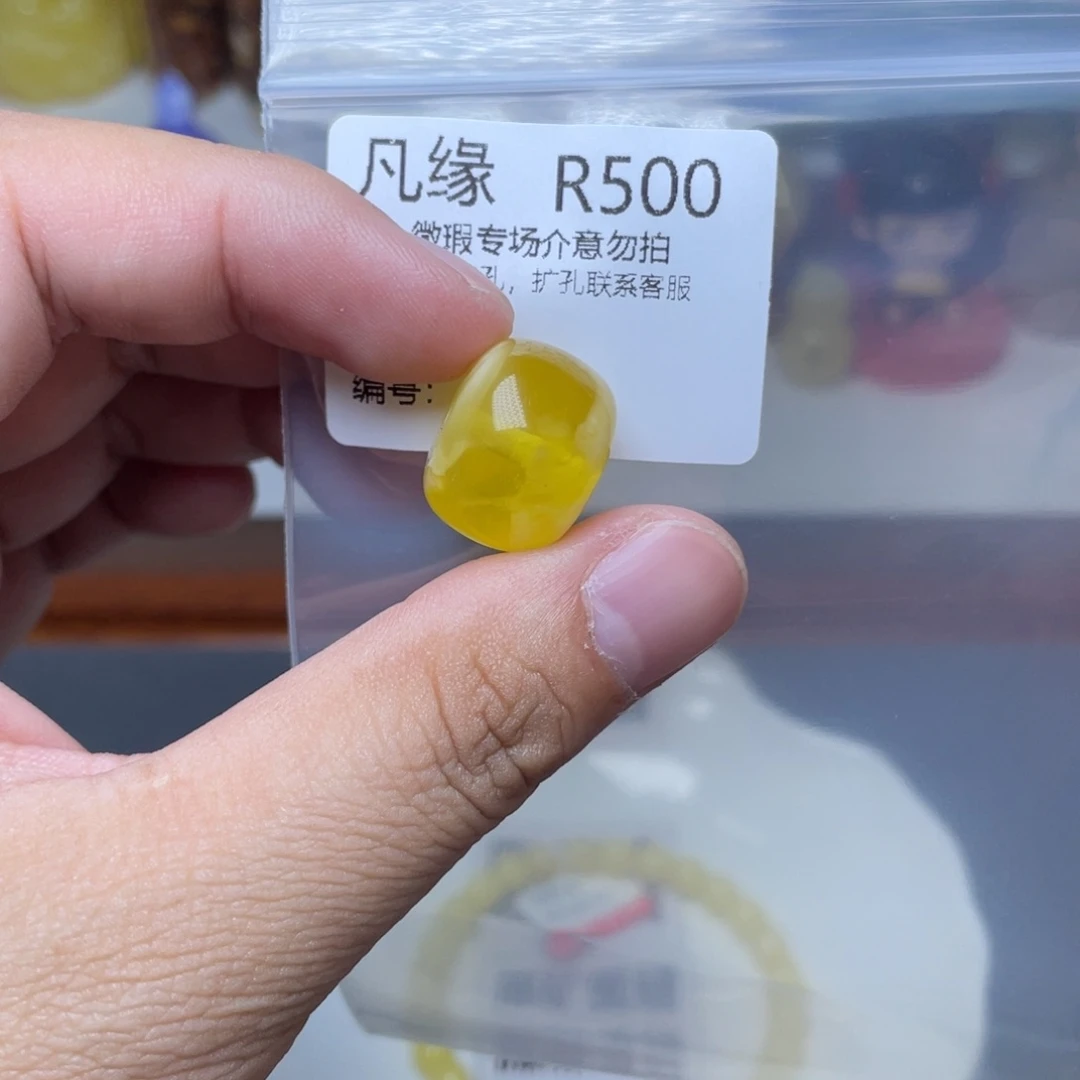 凡缘 R500
微瑕专场介意勿拍
孔，扩孔联系客服
编号: